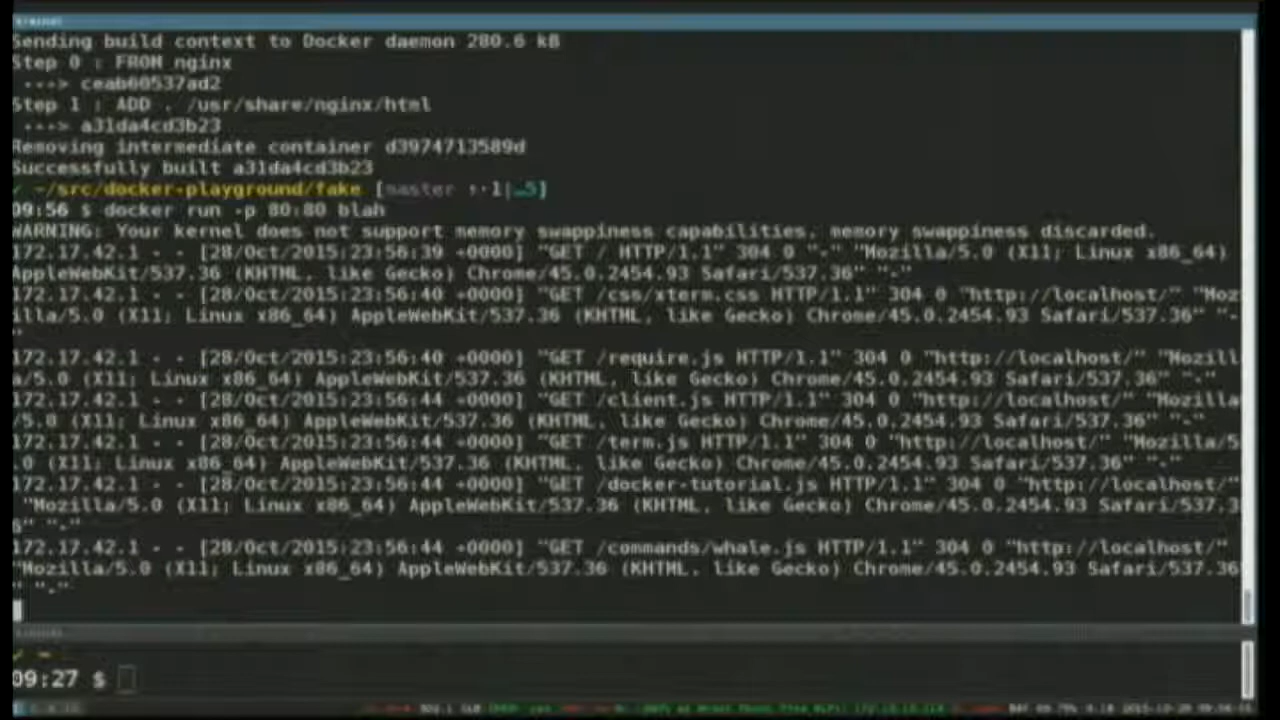 Sending build context to Docker daemon 280.6 kB
Step 0 : FROM nginx
---> ceab60537ad2
Step 1 : ADD . /usr/share/nginx/html
---> a31da4cd3b23
Removing intermediate container d3974713589d
Successfully built a31da4cd3b23
✓ ~/src/docker-playground/fake [master ↑·1|…5]
09:56 $ docker run -p 80:80 blah
WARNING: Your kernel does not support memory swappiness capabilities, memory swappiness discarded.
172.17.42.1 - - [28/Oct/2015:23:56:39 +0000] "GET / HTTP/1.1" 304 0 "-" "Mozilla/5.0 (X11; Linux x86_64)
AppleWebKit/537.36 (KHTML, like Gecko) Chrome/45.0.2454.93 Safari/537.36" "-"
172.17.42.1 - - [28/Oct/2015:23:56:40 +0000] "GET /css/xterm.css HTTP/1.1" 304 0 "http://localhost/" "Moz
illa/5.0 (X11; Linux x86_64) AppleWebKit/537.36 (KHTML, like Gecko) Chrome/45.0.2454.93 Safari/537.36" "-
"
172.17.42.1 - - [28/Oct/2015:23:56:40 +0000] "GET /require.js HTTP/1.1" 304 0 "http://localhost/" "Mozill
a/5.0 (X11; Linux x86_64) AppleWebKit/537.36 (KHTML, like Gecko) Chrome/45.0.2454.93 Safari/537.36" "-"
172.17.42.1 - - [28/Oct/2015:23:56:44 +0000] "GET /client.js HTTP/1.1" 304 0 "http://localhost/" "Mozilla
/5.0 (X11; Linux x86_64) AppleWebKit/537.36 (KHTML, like Gecko) Chrome/45.0.2454.93 Safari/537.36" "-"
172.17.42.1 - - [28/Oct/2015:23:56:44 +0000] "GET /term.js HTTP/1.1" 304 0 "http://localhost/" "Mozilla/5
.0 (X11; Linux x86_64) AppleWebKit/537.36 (KHTML, like Gecko) Chrome/45.0.2454.93 Safari/537.36" "-"
172.17.42.1 - - [28/Oct/2015:23:56:44 +0000] "GET /docker-tutorial.js HTTP/1.1" 304 0 "http://localhost/"
"Mozilla/5.0 (X11; Linux x86_64) AppleWebKit/537.36 (KHTML, like Gecko) Chrome/45.0.2454.93 Safari/537.3
6" "-"
172.17.42.1 - - [28/Oct/2015:23:56:44 +0000] "GET /commands/whale.js HTTP/1.1" 304 0 "http://localhost/"
"Mozilla/5.0 (X11; Linux x86_64) AppleWebKit/537.36 (KHTML, like Gecko) Chrome/45.0.2454.93 Safari/537.36
" "-"
✓ ~
09:27 $